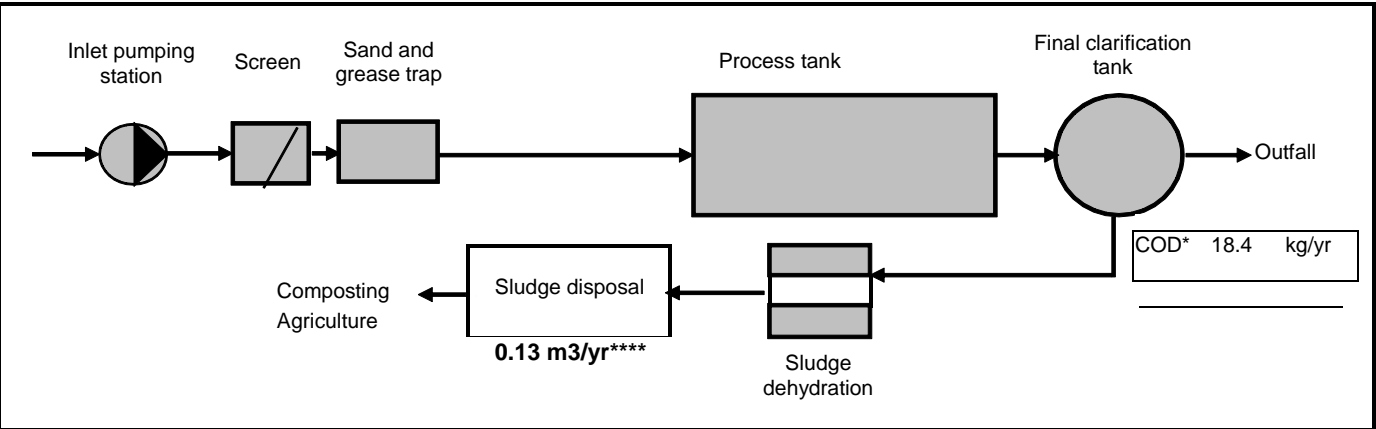 Inlet pumping
station
Screen
Sand and
grease trap
Process tank
Final clarification
tank
Outfall
COD* 18.4 kg/yr
Composting
Agriculture
Sludge disposal
0.13 m3/yr****
Sludge
dehydration